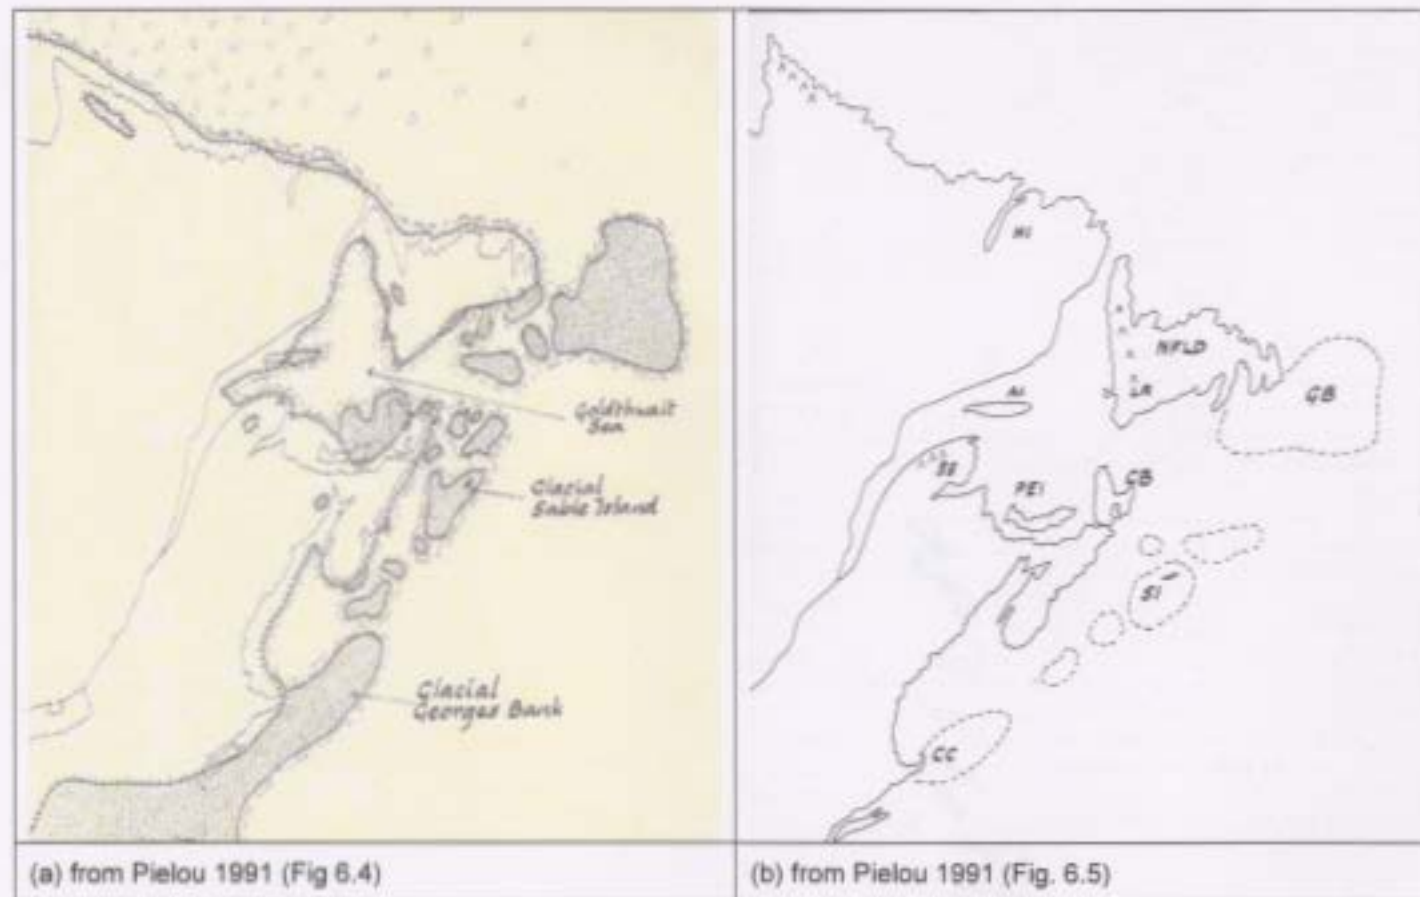 Goldthwait
Sea
Glacial
Sable Island
Glacial
Georges Bank
NFLD
LR
GB
AI
PEI
CB
SI
CC
(a) from Pielou 1991 (Fig 6.4)
(b) from Pielou 1991 (Fig. 6.5)